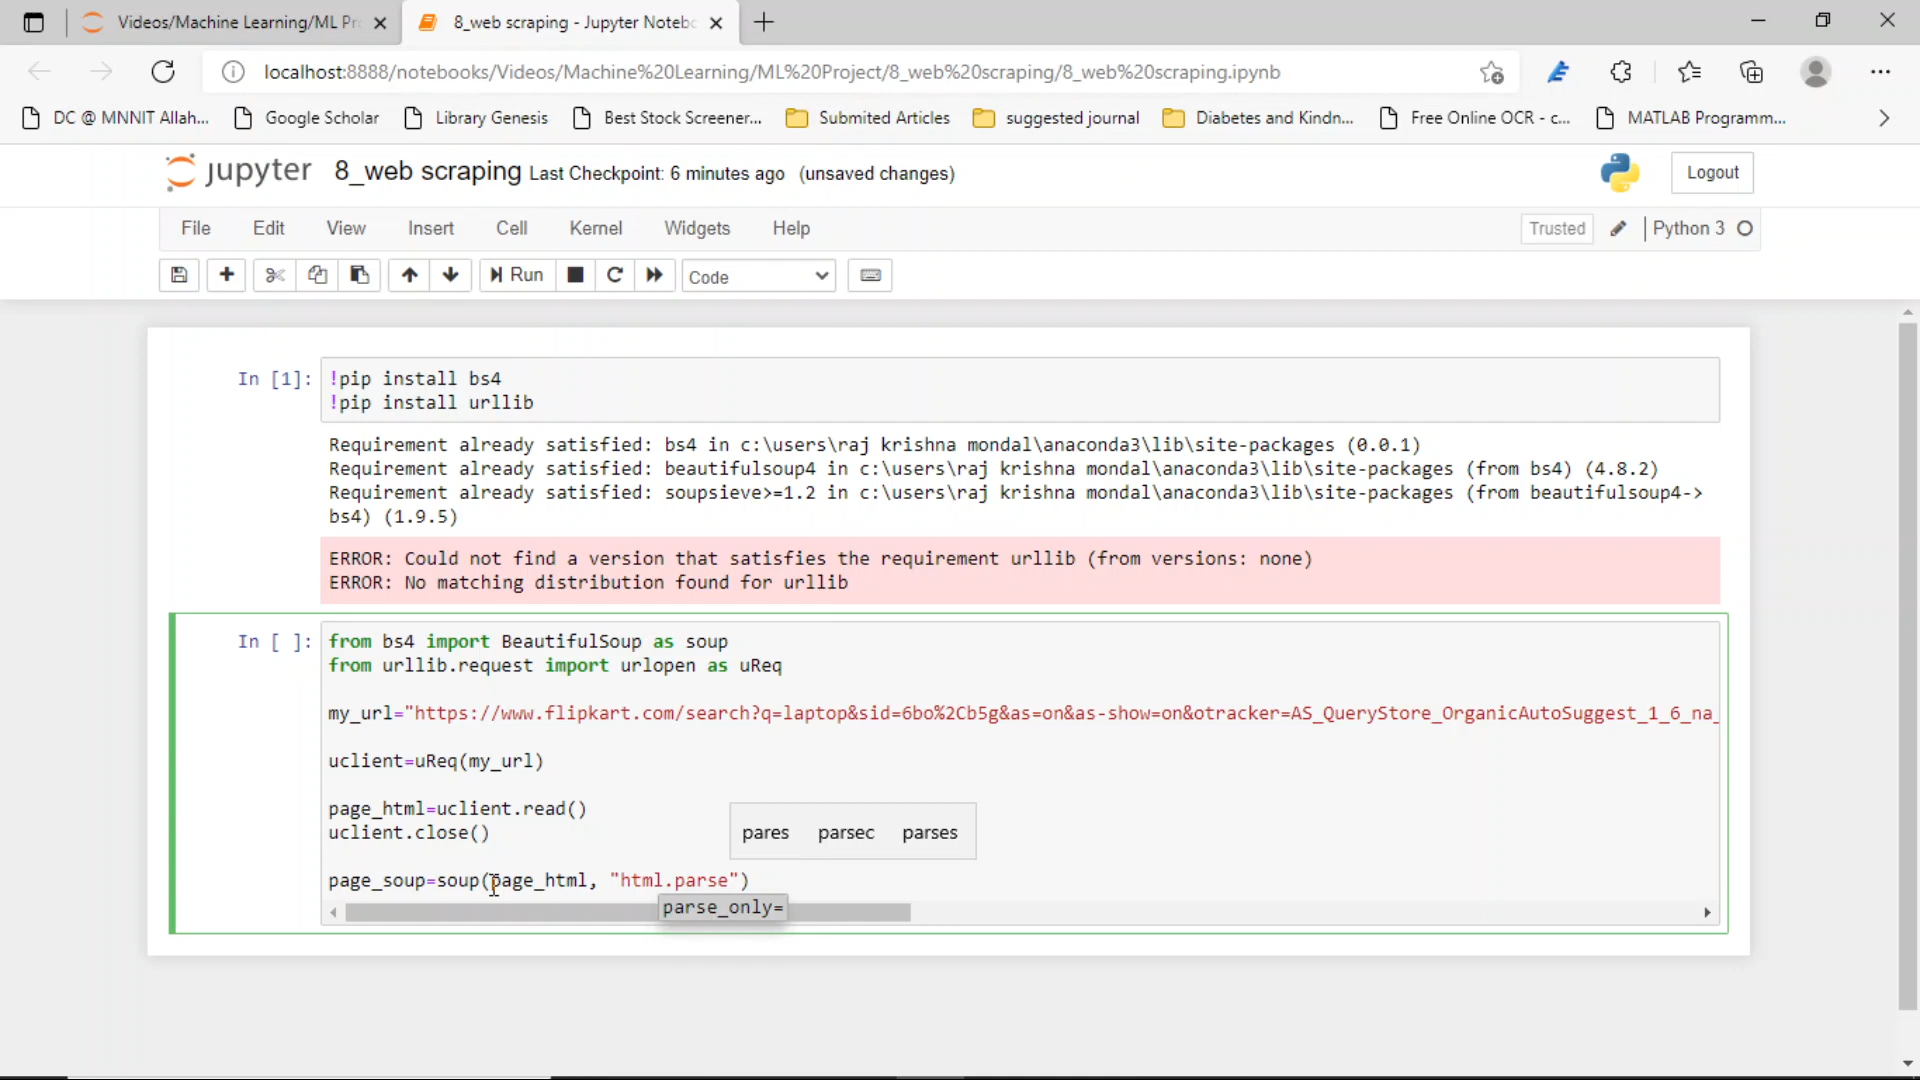 Videos/Machine Learning/ML Pr
8_web scraping - Jupyter Notebo
localhost:8888/notebooks/Videos/Machine%20Learning/ML%20Project/8_web%20scraping/8_web%20scraping.ipynb
DC @ MNNIT Allah... Google Scholar Library Genesis Best Stock Screener... Submited Articles suggested journal Diabetes and Kindn... Free Online OCR - c... MATLAB Programm...
jupyter 8_web scraping Last Checkpoint: 6 minutes ago (unsaved changes) Logout
File Edit View Insert Cell Kernel Widgets Help Trusted Python 3
Run Code
In [1]: !pip install bs4
!pip install urllib
Requirement already satisfied: bs4 in c:\users\raj krishna mondal\anaconda3\lib\site-packages (0.0.1)
Requirement already satisfied: beautifulsoup4 in c:\users\raj krishna mondal\anaconda3\lib\site-packages (from bs4) (4.8.2)
Requirement already satisfied: soupsieve>=1.2 in c:\users\raj krishna mondal\anaconda3\lib\site-packages (from beautifulsoup4->
bs4) (1.9.5)
ERROR: Could not find a version that satisfies the requirement urllib (from versions: none)
ERROR: No matching distribution found for urllib
In [ ]: from bs4 import BeautifulSoup as soup
from urllib.request import urlopen as uReq
my_url="https://www.flipkart.com/search?q=laptop&sid=6bo%2Cb5g&as=on&as-show=on&otracker=AS_QueryStore_OrganicAutoSuggest_1_6_na_
uclient=uReq(my_url)
page_html=uclient.read()
uclient.close()
pares parsec parses
page_soup=soup(page_html, "html.parse")
parse_only=